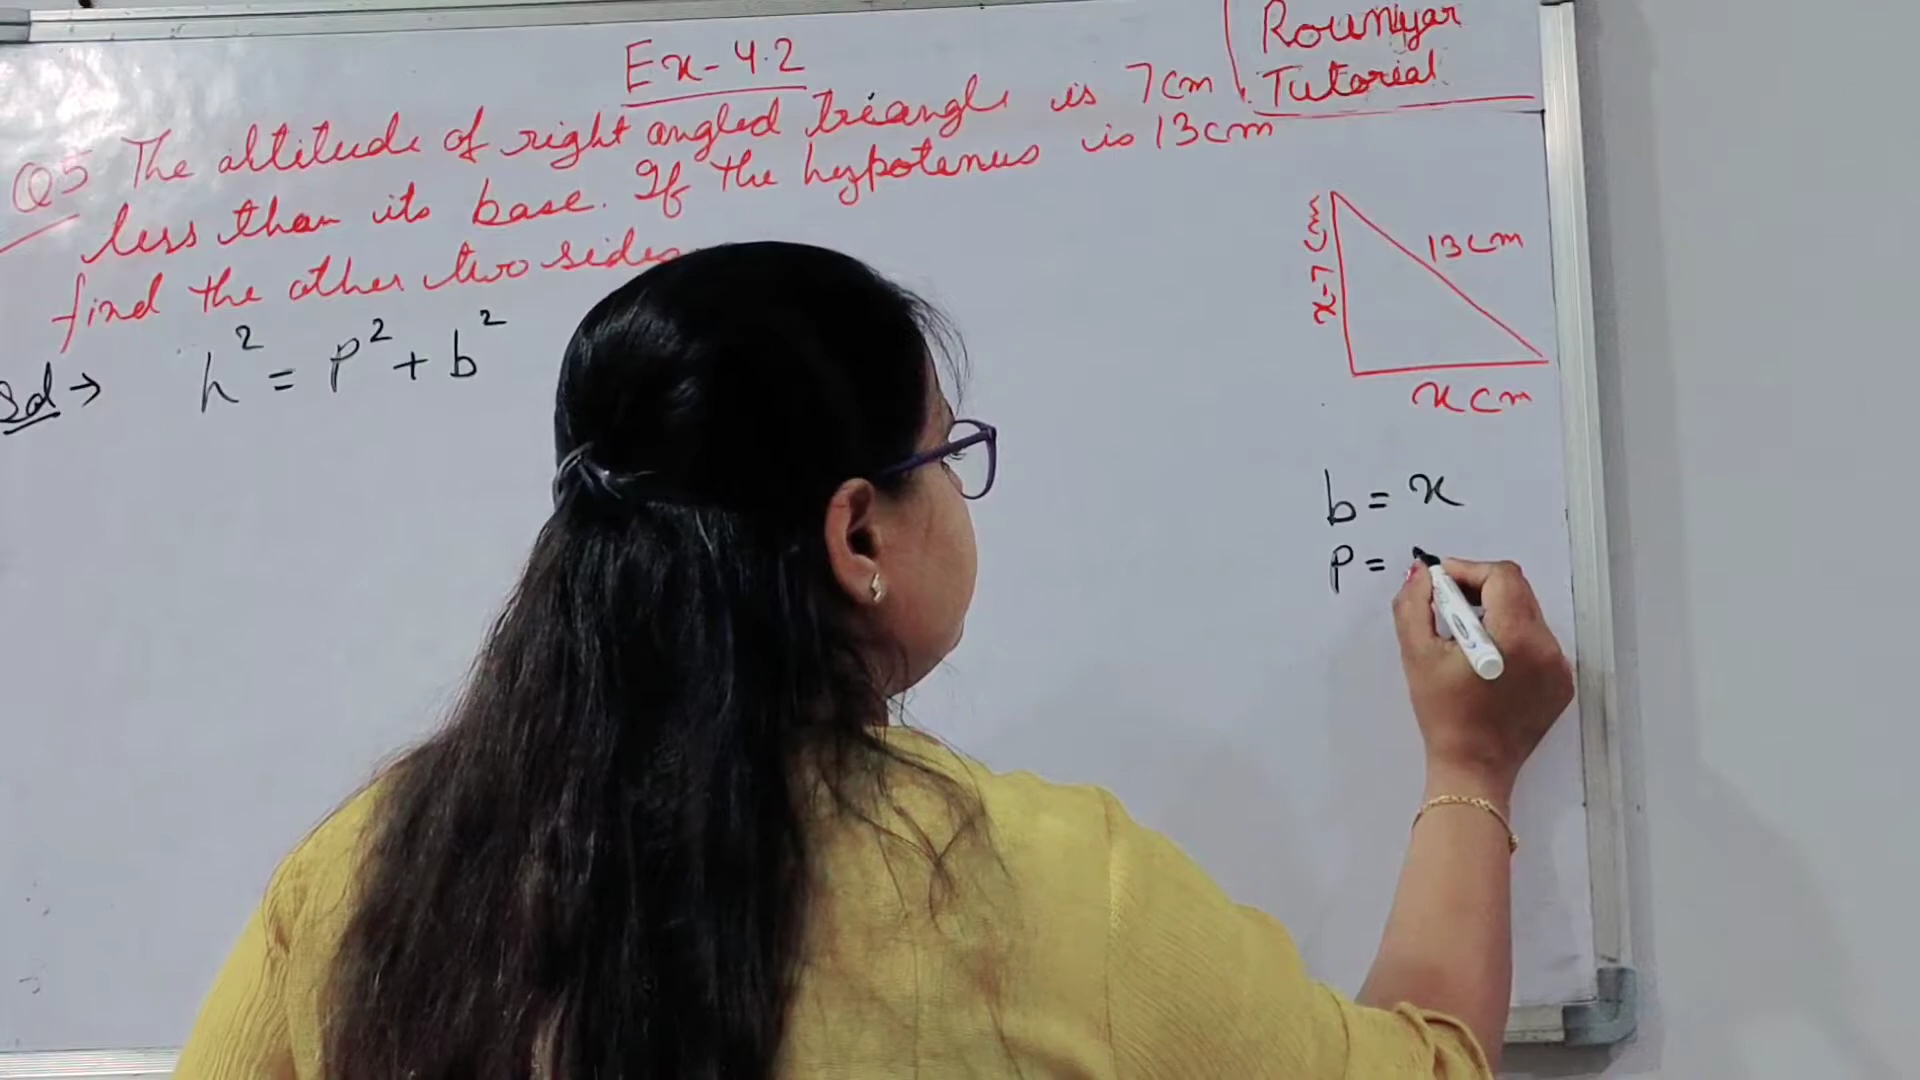 Ex-4.2
Rouniyar
Tutorial
Q5 The altitude of right angled triangle is 7cm
less than its base. If the hypotenus is 13cm
find the other two sides
Sol → h² = p² + b²
x-7 cm
13cm
x cm
b = x
p =